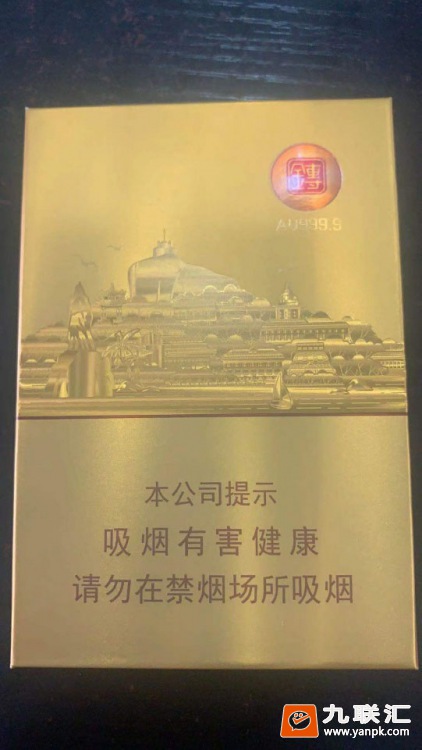 傳
AU999.9
本公司提示
吸烟有害健康
请勿在禁烟场所吸烟
九联汇
www.yanpk.com